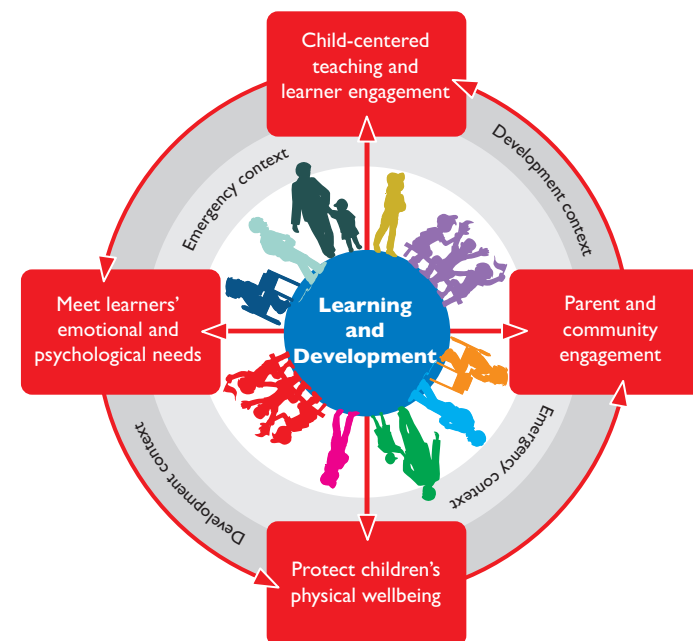 Child-centered
teaching and
learner engagement
Emergency context
Development context
Meet learners’
emotional and
psychological needs
Learning
and
Development
Parent and
community
engagement
Development context
Emergency context
Protect children’s
physical wellbeing